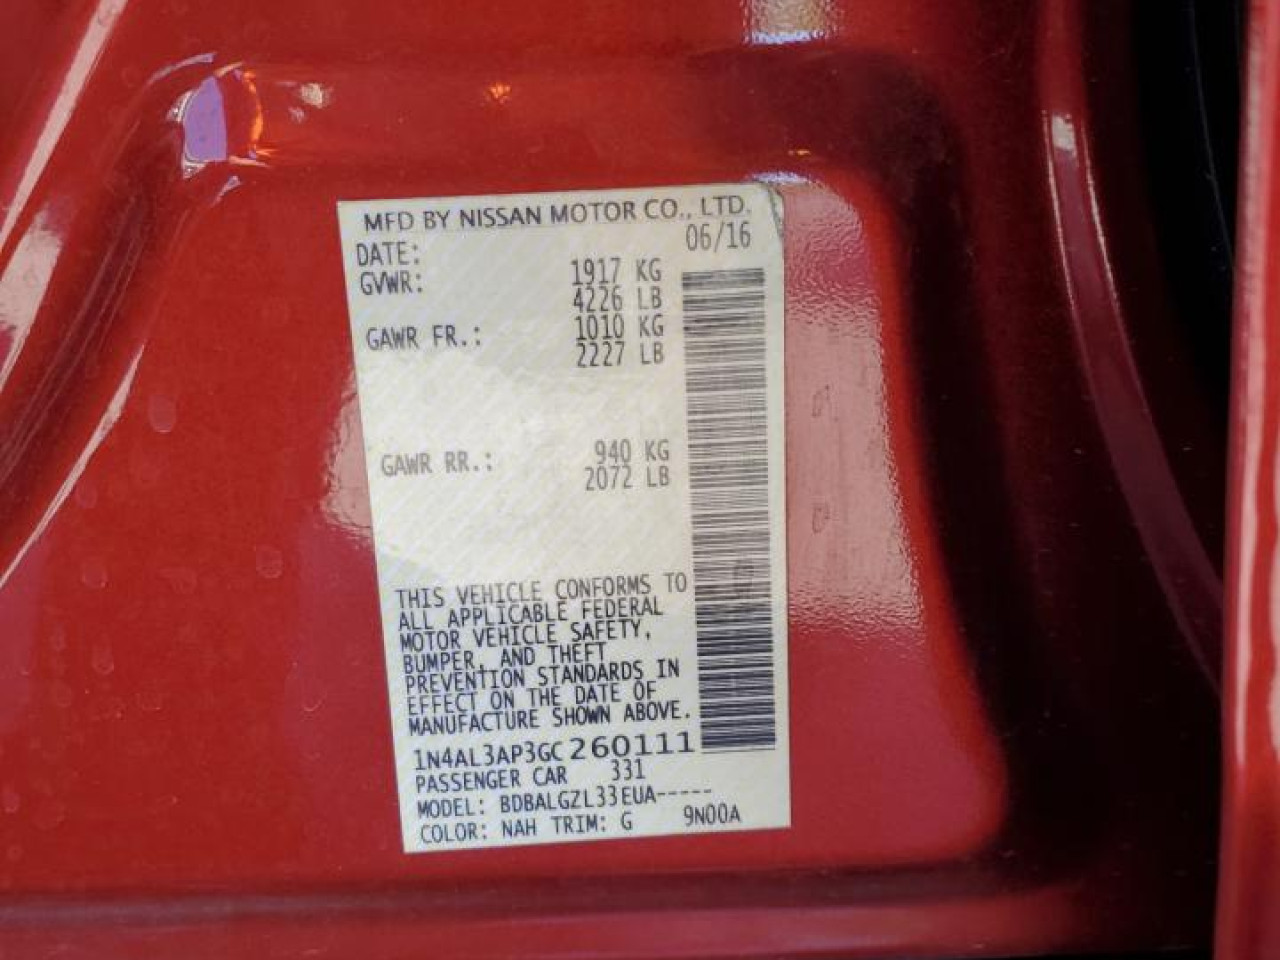 MFD BY NISSAN MOTOR CO., LTD.
DATE: 06/16
GVWR: 1917 KG
4226 LB
GAWR FR.: 1010 KG
2227 LB
GAWR RR.: 940 KG
2072 LB
THIS VEHICLE CONFORMS TO
ALL APPLICABLE FEDERAL
MOTOR VEHICLE SAFETY,
BUMPER, AND THEFT
PREVENTION STANDARDS IN
EFFECT ON THE DATE OF
MANUFACTURE SHOWN ABOVE.
1N4AL3AP3GC260111
PASSENGER CAR 331
MODEL: BDBALGZL33EUA-----
COLOR: NAH TRIM: G 9N00A